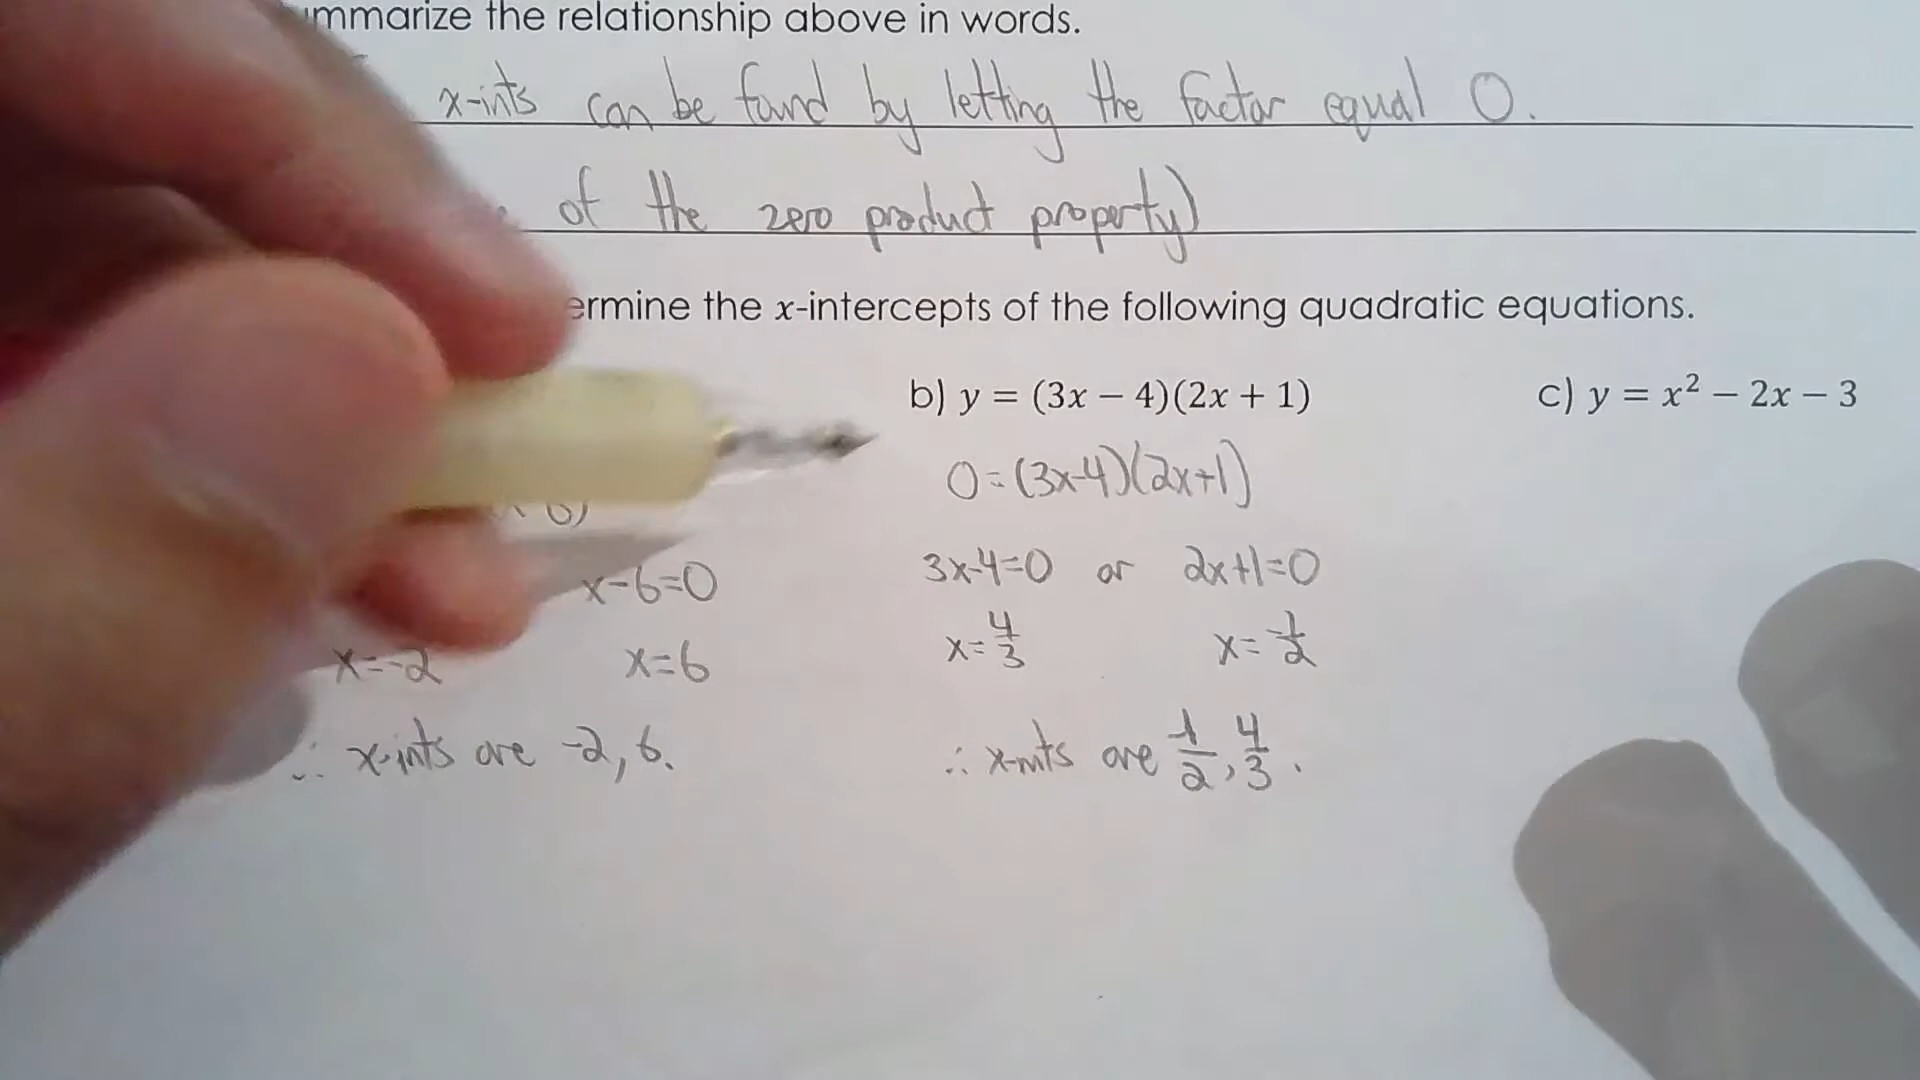 ummarize the relationship above in words.
x-ints can be found by letting the factor equal 0.
of the zero product property)
ermine the x-intercepts of the following quadratic equations.
b) y = (3x – 4)(2x + 1)
c) y = x² – 2x – 3
0=(3x-4)(2x+1)
6)
x-6=0
3x-4=0 or 2x+1=0
x=-2 x=6
x=4/3 x=-1/2
∴ x-ints are -2, 6.
∴ x-ints are -1/2, 4/3.